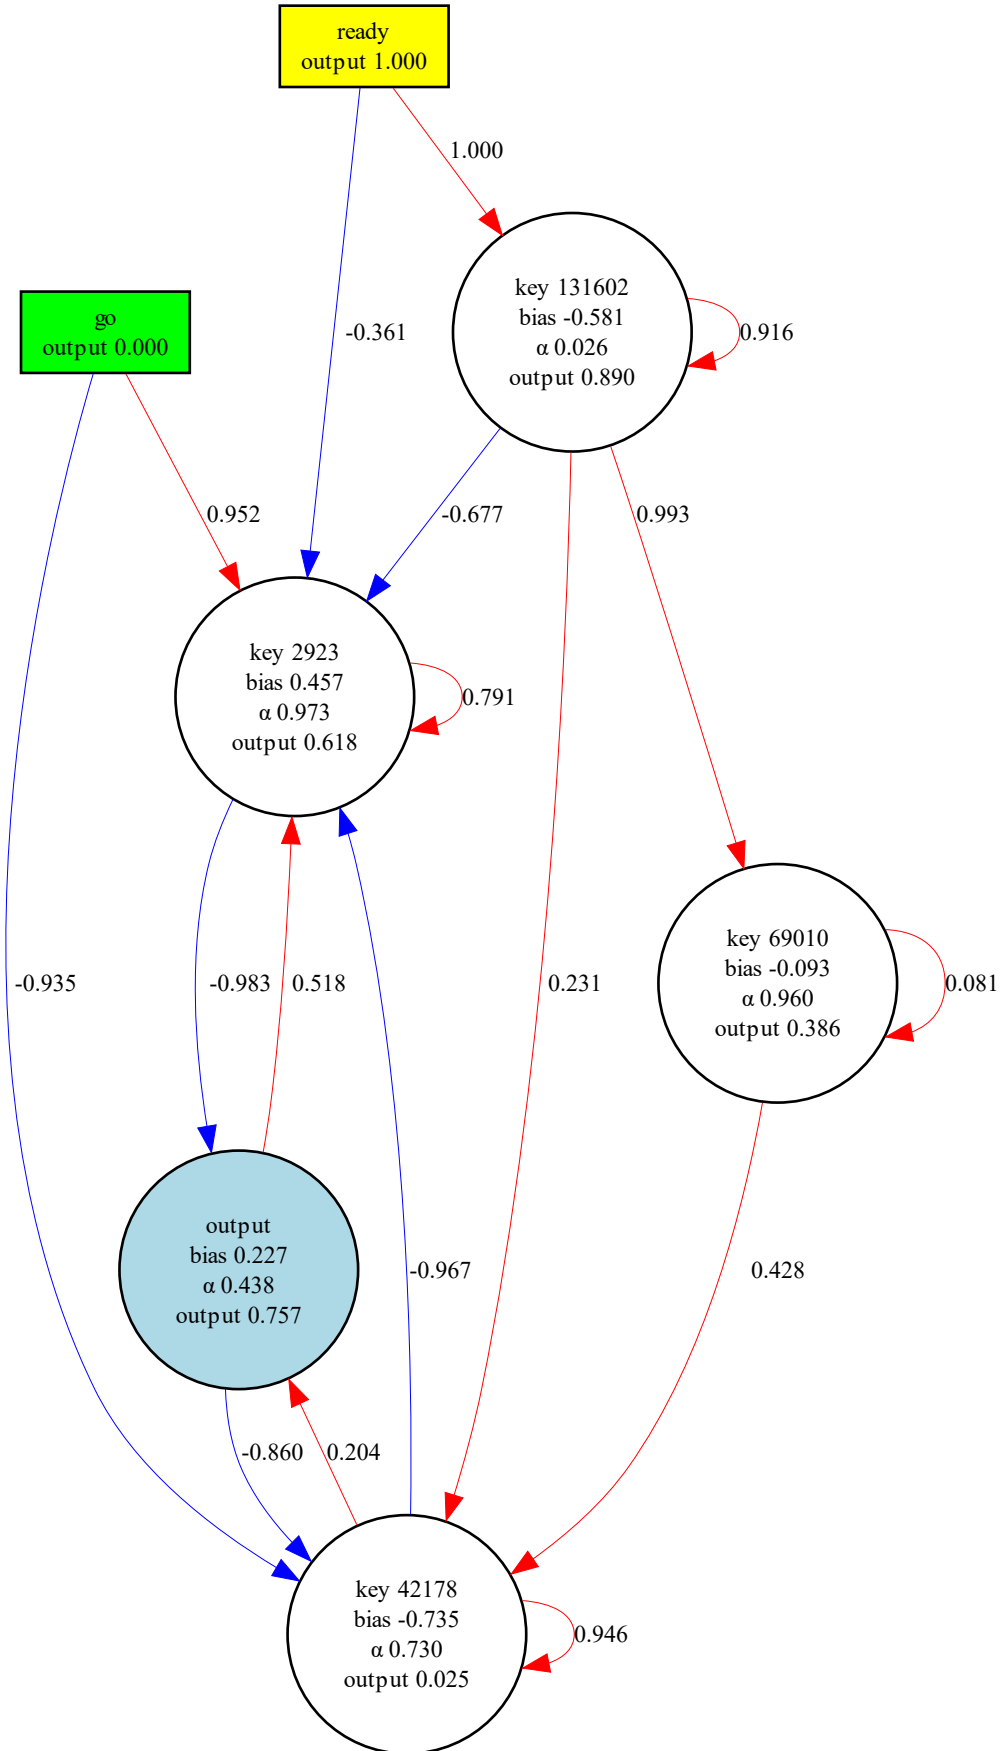 ready
output 1.000
1.000
key 131602
bias -0.581
α 0.026
output 0.890
0.916
-0.361
go
output 0.000
0.952
-0.677
0.993
key 2923
bias 0.457
α 0.973
output 0.618
0.791
-0.935
-0.983
0.518
0.231
key 69010
bias -0.093
α 0.960
output 0.386
0.081
output
bias 0.227
α 0.438
output 0.757
-0.967
0.428
-0.860
0.204
key 42178
bias -0.735
α 0.730
output 0.025
0.946